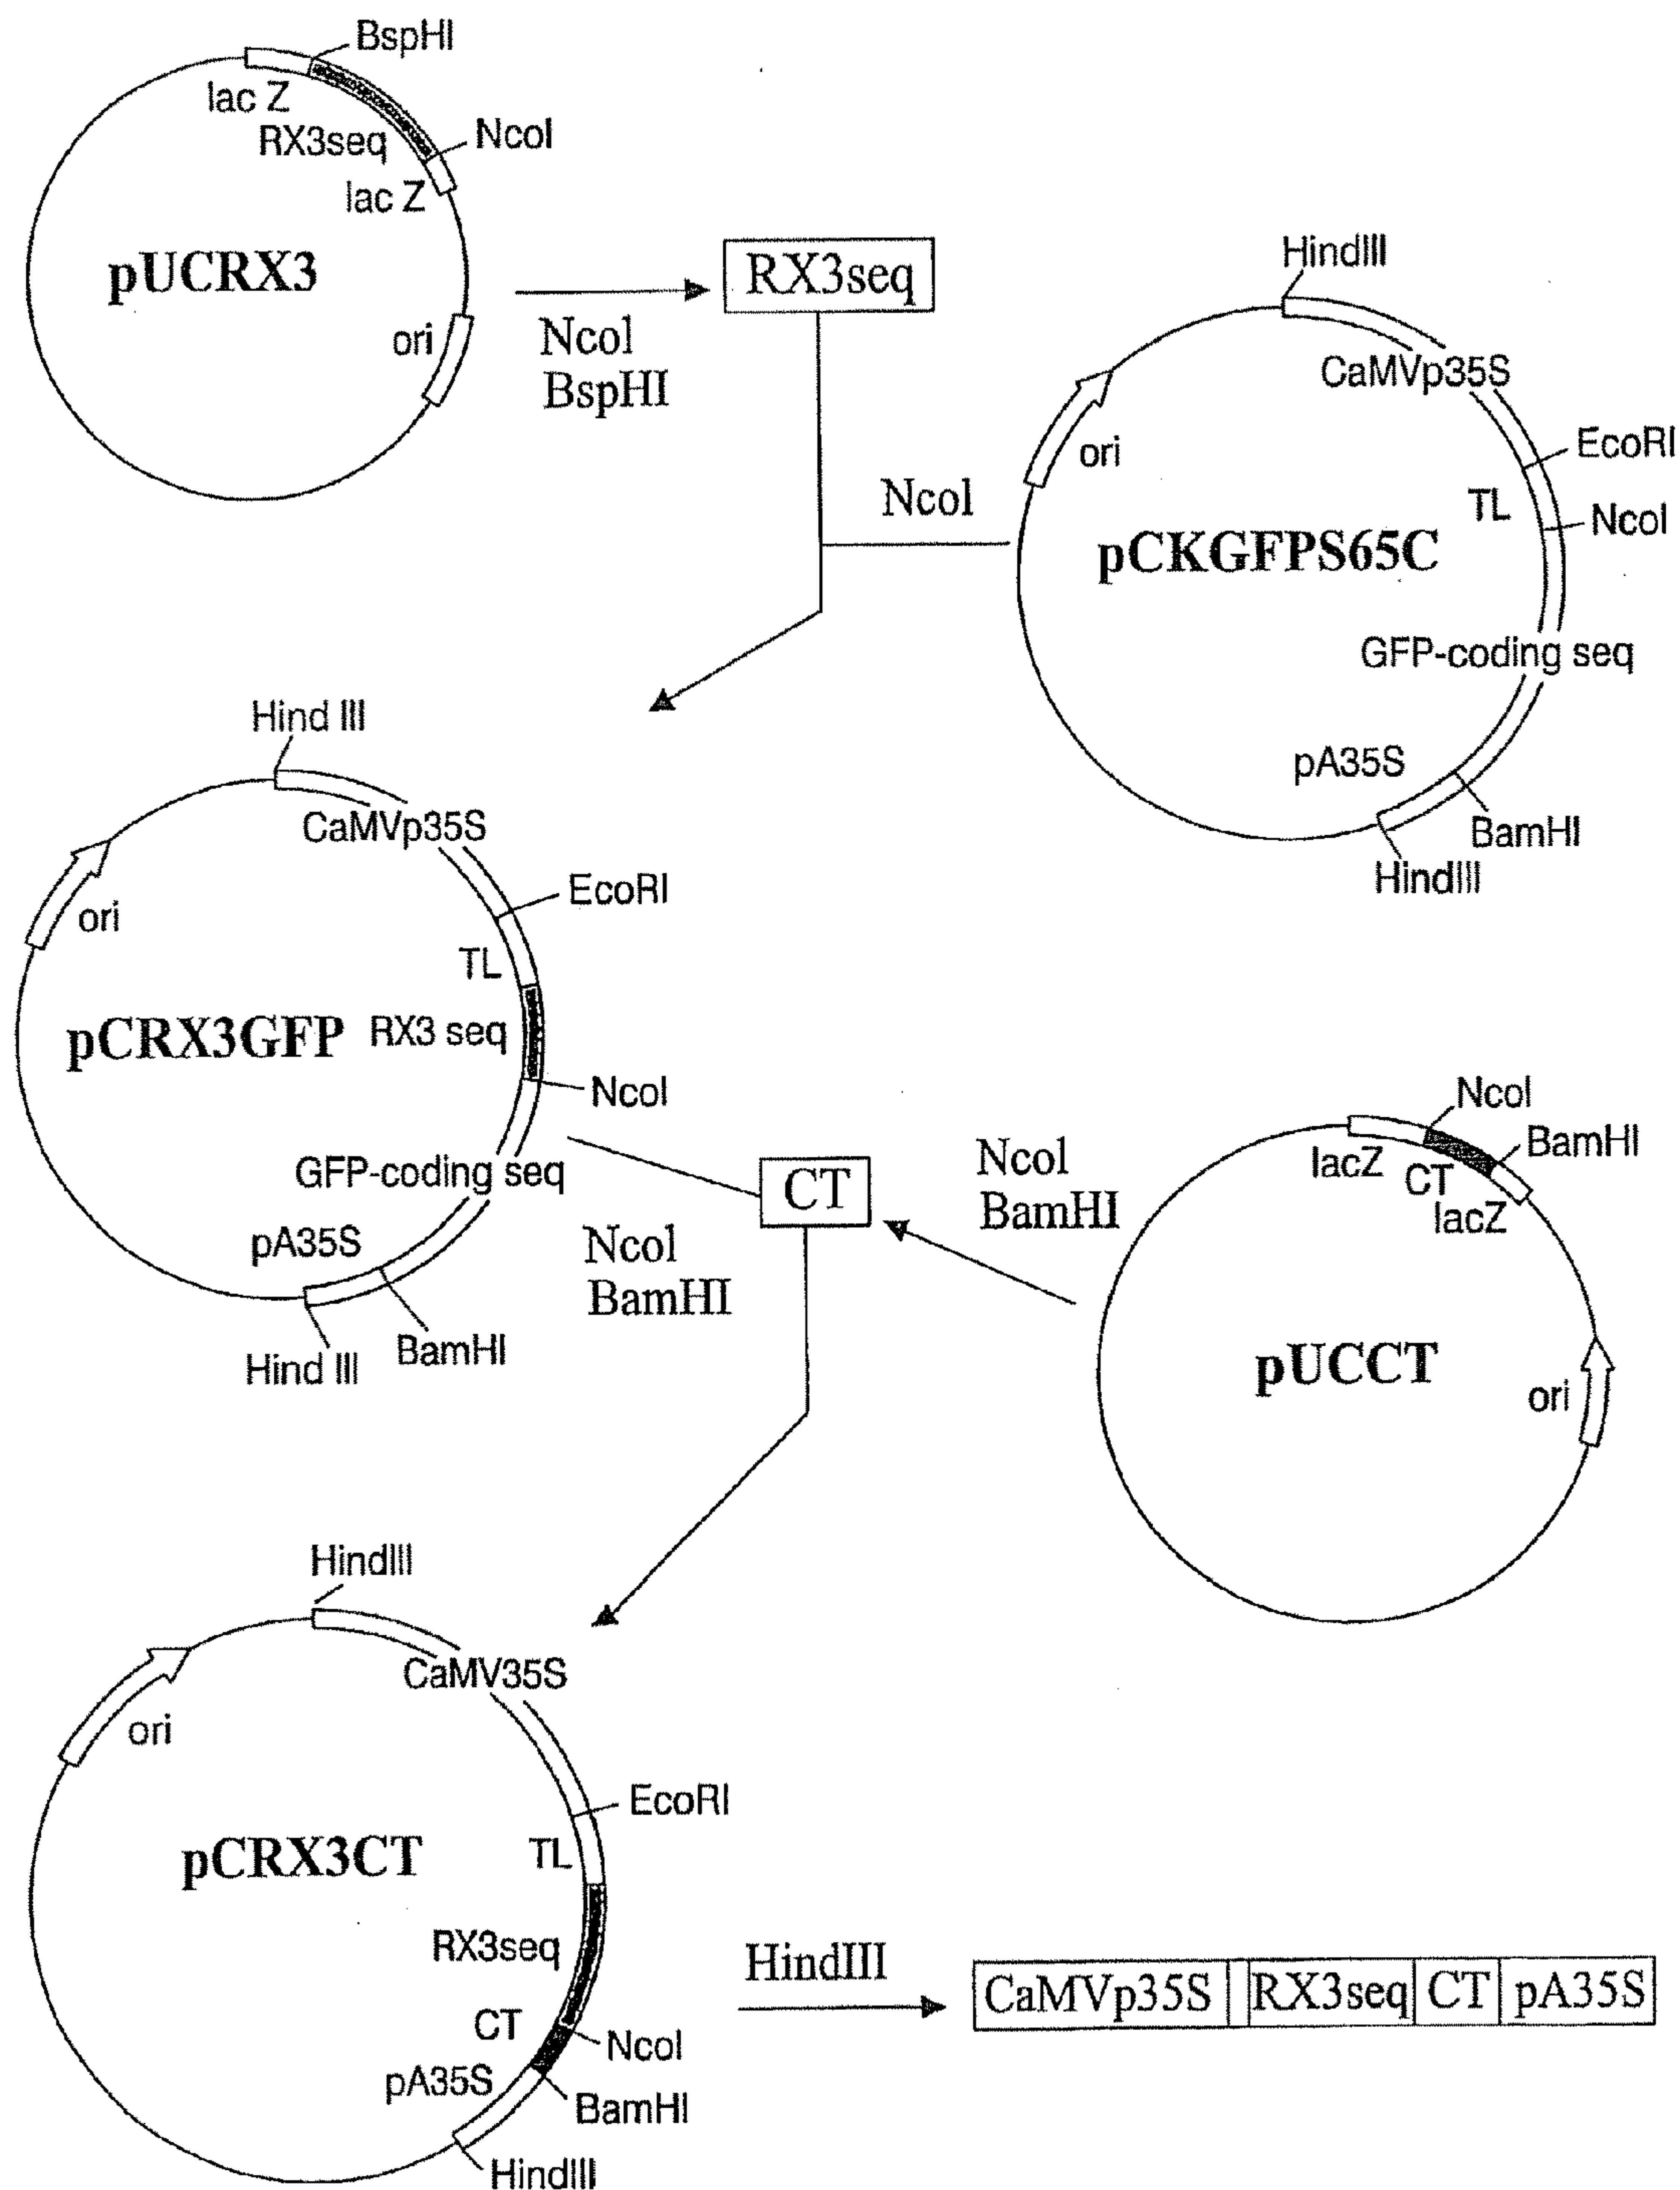 BspHI
lac Z
RX3seq
NcoI
lac Z
pUCRX3
ori
NcoI
BspHI
RX3seq
HindIII
CaMVp35S
EcoRI
TL
NcoI
ori
pCKGFPS65C
GFP-coding seq
pA35S
BamHI
HindIII
NcoI
Hind III
CaMVp35S
EcoRI
ori
TL
pCRX3GFP
RX3 seq
NcoI
GFP-coding seq
pA35S
BamHI
Hind III
NcoI
BamHI
CT
NcoI
BamHI
NcoI
BamHI
lacZ
CT
lacZ
pUCCT
ori
HindIII
CaMV35S
ori
EcoRI
TL
pCRX3CT
RX3seq
CT
NcoI
pA35S
BamHI
HindIII
HindIII
CaMVp35S RX3seq CT pA35S